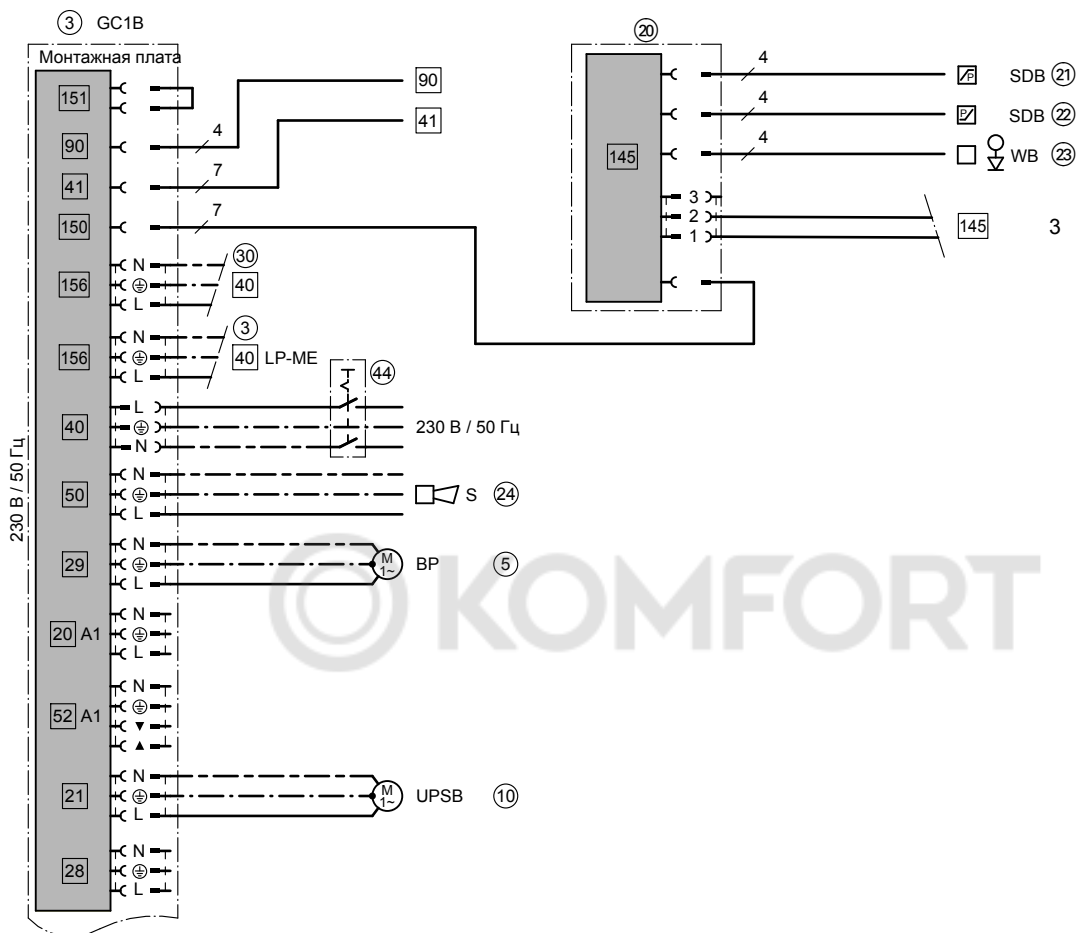 3 GC1B
Монтажная плата
20
151
90
4
90
41
7
41
150
7
156
N
L
30
40
156
N
L
3
40 LP-ME
44
40
L
N
230 В / 50 Гц
230 В / 50 Гц
50
N
L
S 24
29
N
L
M
1~
BP 5
20 A1
N
L
52 A1
N
21
N
L
M
1~
UPSB 10
28
N
L
145
4
P SDB 21
4
P SDB 22
4
WB 23
3
2
1
145 3
KOMFORT